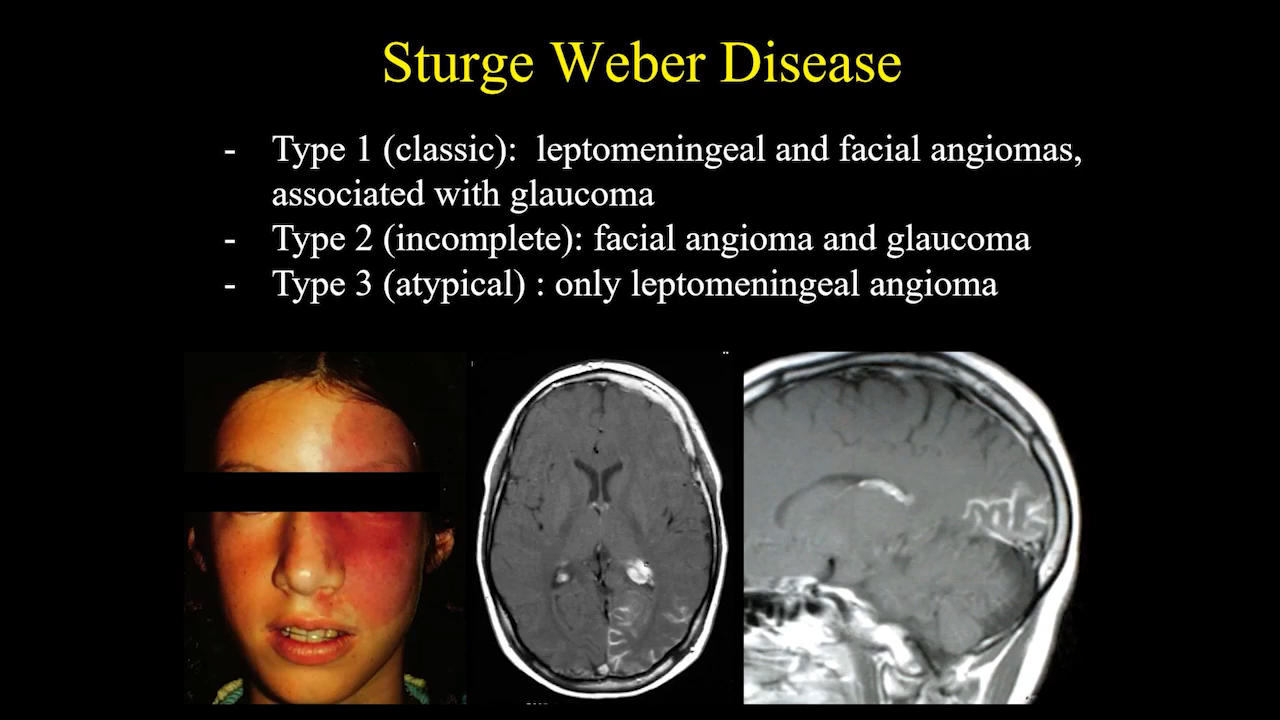 Sturge Weber Disease
- Type 1 (classic): leptomeningeal and facial angiomas,
associated with glaucoma
- Type 2 (incomplete): facial angioma and glaucoma
- Type 3 (atypical) : only leptomeningeal angioma